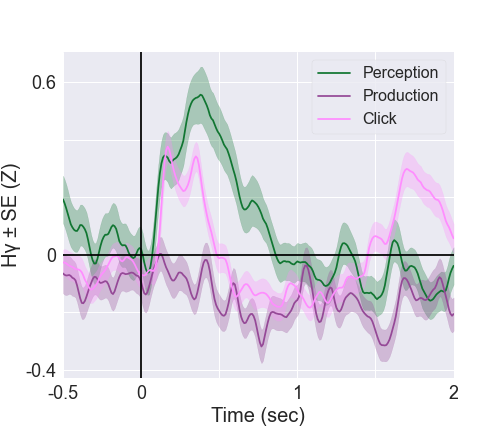 Perception
Production
Click
Hγ ± SE (Z)
0.6
0
-0.4
-0.5 0 1 2
Time (sec)